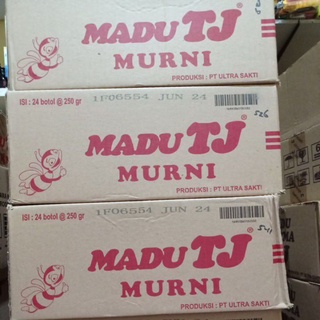 MADU TJ®
MURNI
PRODUKSI : PT ULTRA SAKTI
ISI : 24 botol @ 250 gr
1F06554 JUN 24
526
MADU TJ®
MURNI
PRODUKSI : PT ULTRA SAKTI
ISI : 24 botol @ 250 gr
1F06554 JUN 24
MADU TJ®
MURNI
PRODUKSI : PT ULTRA SAKTI